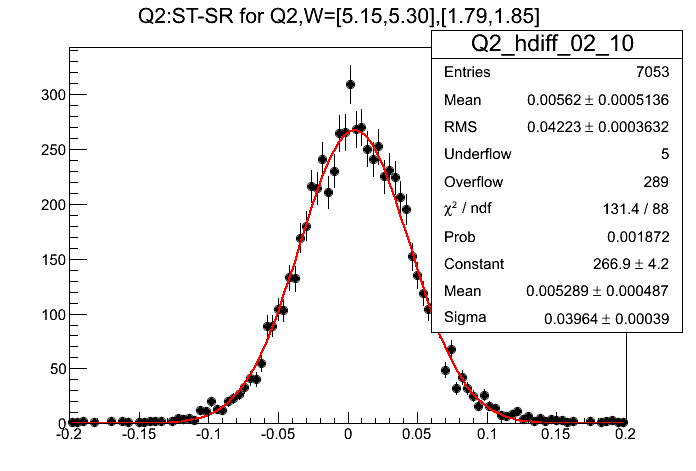 Q2:ST-SR for Q2,W=[5.15,5.30],[1.79,1.85]
Q2_hdiff_02_10
Entries 7053
Mean 0.00562 ± 0.0005136
RMS 0.04223 ± 0.0003632
Underflow 5
Overflow 289
χ² / ndf 131.4 / 88
Prob 0.001872
Constant 266.9 ± 4.2
Mean 0.005289 ± 0.000487
Sigma 0.03964 ± 0.00039
300
250
200
150
100
50
0
-0.2 -0.15 -0.1 -0.05 0 0.05 0.1 0.15 0.2